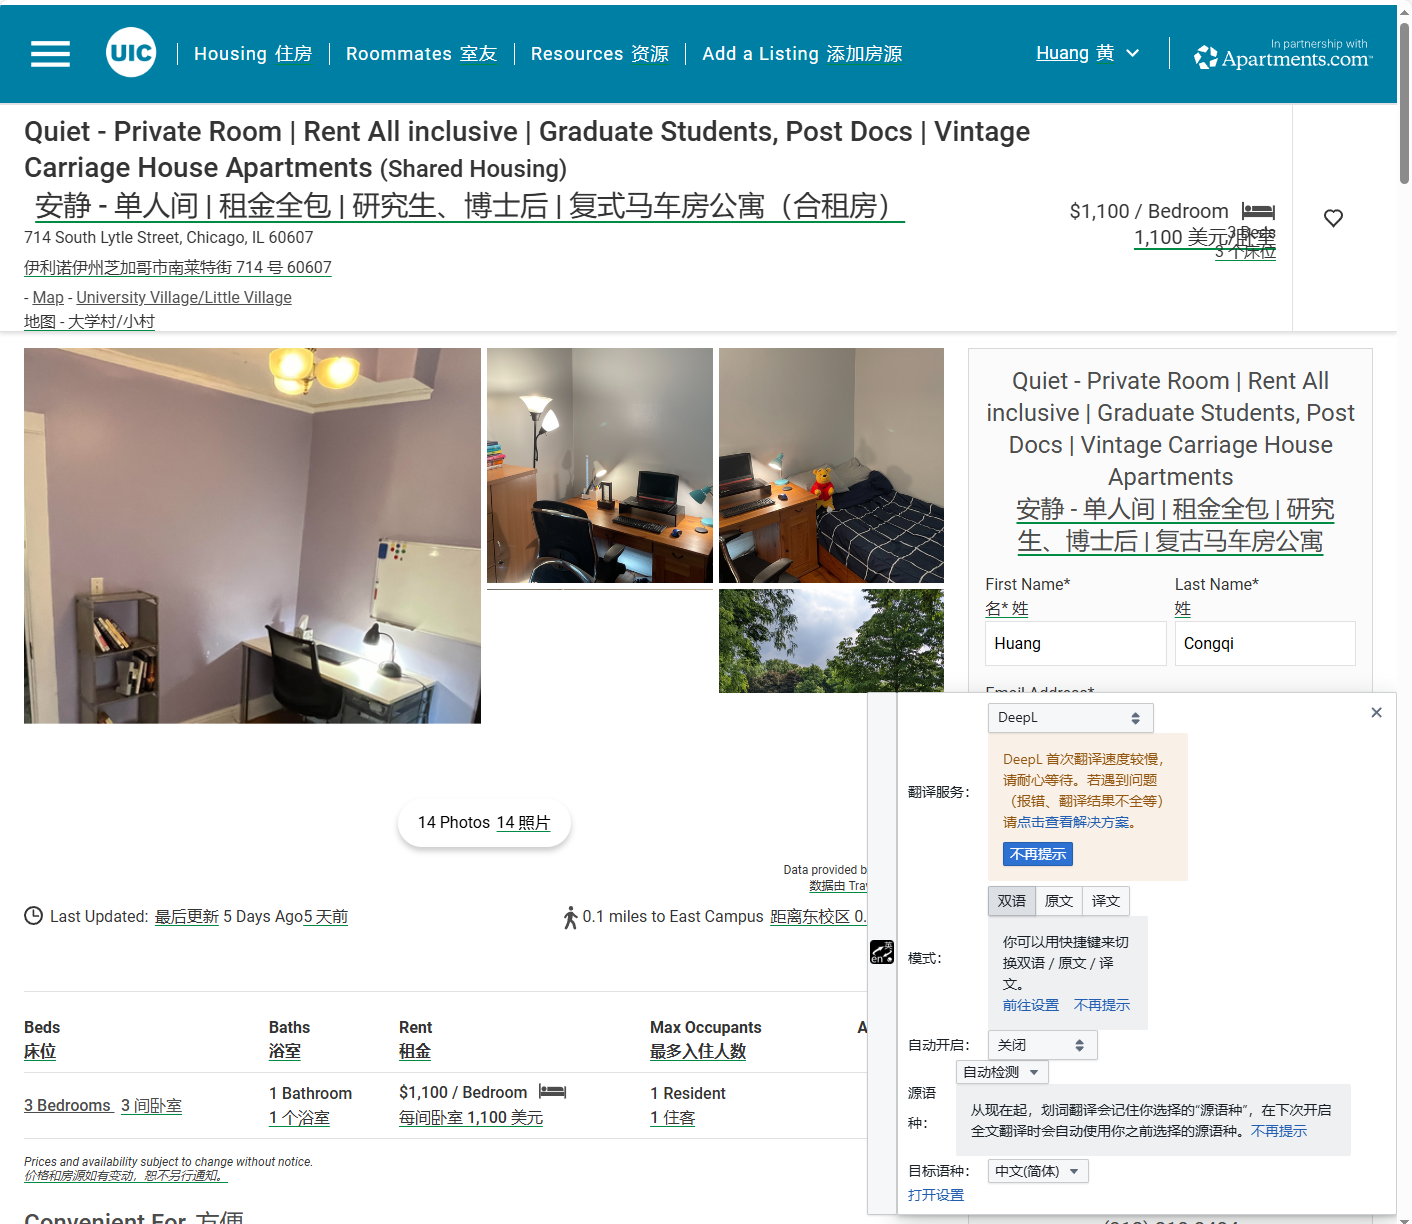 UIC
Housing 住房
Roommates 室友
Resources 资源
Add a Listing 添加房源
Huang 黄
In partnership with
Apartments.com
Quiet - Private Room | Rent All inclusive | Graduate Students, Post Docs | Vintage
Carriage House Apartments (Shared Housing)
安静 - 单人间 | 租金全包 | 研究生、博士后 | 复式马车房公寓（合租房）
714 South Lytle Street, Chicago, IL 60607
伊利诺伊州芝加哥市南莱特街 714 号 60607
- Map - University Village/Little Village
地图 - 大学村/小村
$1,100 / Bedroom
1,100 美元/卧室
3 Beds
3 个床位
Quiet - Private Room | Rent All
inclusive | Graduate Students, Post
Docs | Vintage Carriage House
Apartments
安静 - 单人间 | 租金全包 | 研究
生、博士后 | 复古马车房公寓
First Name*
名* 姓
Last Name*
姓
Huang
Congqi
Email Address*
14 Photos 14 照片
Data provided b
数据由 Tra
Last Updated: 最后更新 5 Days Ago5 天前
0.1 miles to East Campus 距离东校区 0.
Beds
床位
Baths
浴室
Rent
租金
Max Occupants
最多入住人数
A
3 Bedrooms 3 间卧室
1 Bathroom
1 个浴室
$1,100 / Bedroom
每间卧室 1,100 美元
1 Resident
1 住客
Prices and availability subject to change without notice.
价格和房源如有变动，恕不另行通知。
Convenient For 方便
DeepL
翻译服务：
DeepL 首次翻译速度较慢，
请耐心等待。若遇到问题
（报错、翻译结果不全等）
请点击查看解决方案。
不再提示
双语 原文 译文
模式：
你可以用快捷键来切
换双语 / 原文 / 译
文。
前往设置 不再提示
自动开启： 关闭
源语
种：
自动检测
从现在起，划词翻译会记住你选择的“源语种”，在下次开启
全文翻译时会自动使用你之前选择的源语种。不再提示
目标语种： 中文(简体)
打开设置
英
en